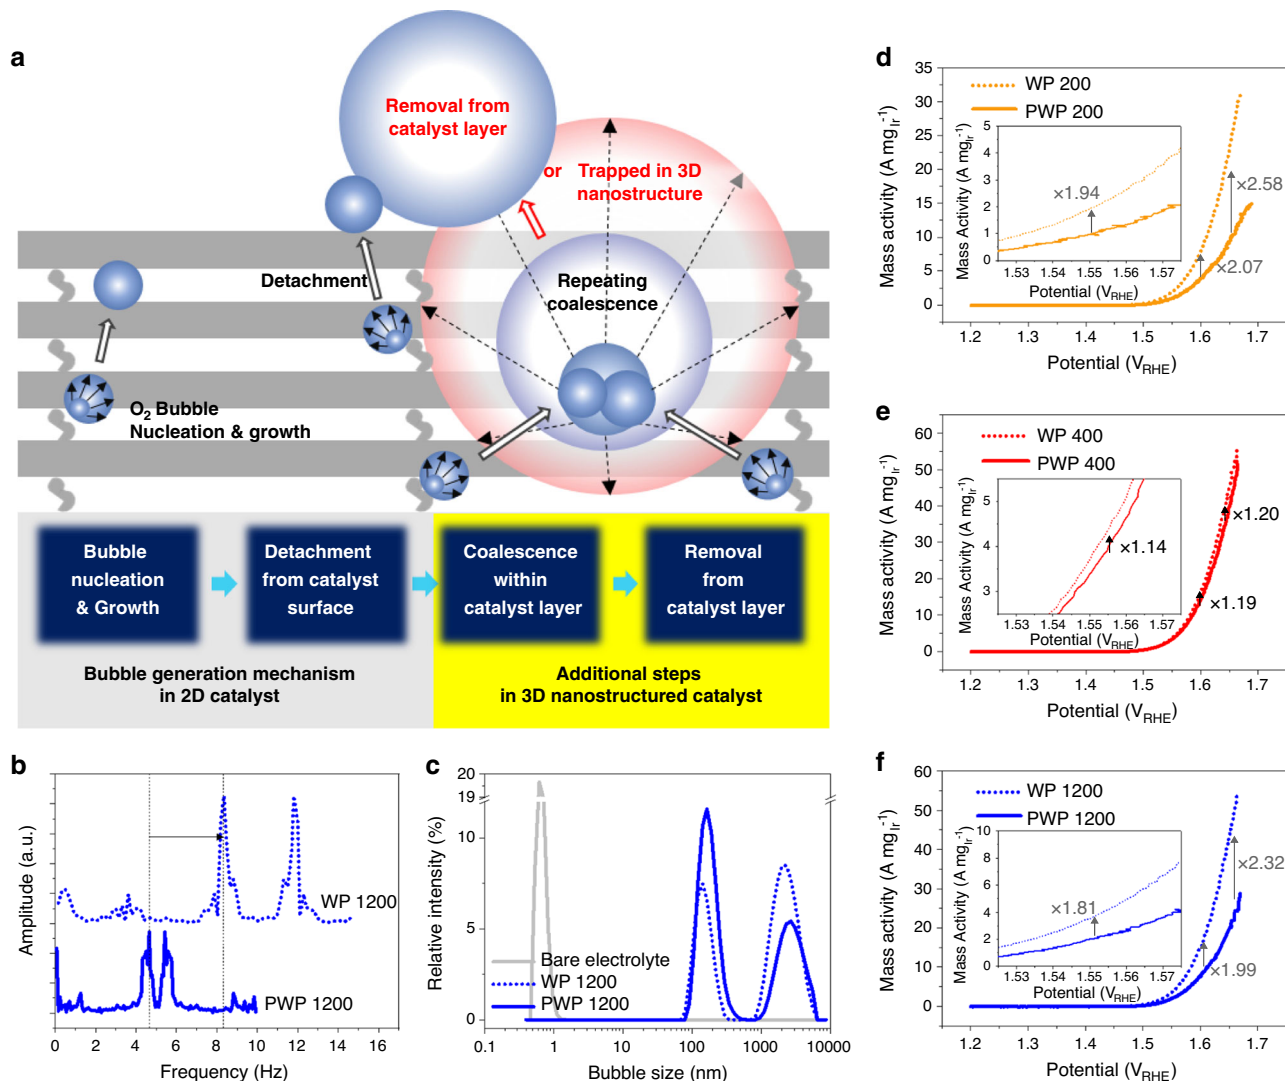 a
Removal from
catalyst layer
or Trapped in 3D
nanostructure
Detachment
Repeating
coalescence
O2 Bubble
Nucleation & growth
Bubble
nucleation
& Growth
Detachment
from catalyst
surface
Coalescence
within
catalyst layer
Removal
from
catalyst layer
Bubble generation mechanism
in 2D catalyst
Additional steps
in 3D nanostructured catalyst
b
Amplitude (a.u.)
WP 1200
PWP 1200
0 2 4 6 8 10 12 14 16
Frequency (Hz)
c
Relative intensity (%)
20
19
10
5
0
Bare electrolyte
WP 1200
PWP 1200
0.1 1 10 100 1000 10000
Bubble size (nm)
d
Mass activity (A mgIr-1)
35
30
25
20
15
10
5
0
WP 200
PWP 200
Mass Activity (A mgIr-1)
5
4
3
2
1
0
×1.94
1.53 1.54 1.55 1.56 1.57
Potential (VRHE)
×2.58
×2.07
1.2 1.3 1.4 1.5 1.6 1.7
Potential (VRHE)
e
Mass activity (A mgIr-1)
60
50
40
30
20
10
0
WP 400
PWP 400
Mass Activity (A mgIr-1)
5
4
3
×1.14
1.53 1.54 1.55 1.56 1.57
Potential (VRHE)
×1.20
×1.19
1.2 1.3 1.4 1.5 1.6 1.7
Potential (VRHE)
f
Mass activity (A mgIr-1)
60
50
40
30
20
10
0
WP 1200
PWP 1200
Mass Activity (A mgIr-1)
10
8
6
4
2
0
×1.81
1.53 1.54 1.55 1.56 1.57
Potential (VRHE)
×2.32
×1.99
1.2 1.3 1.4 1.5 1.6 1.7
Potential (VRHE)